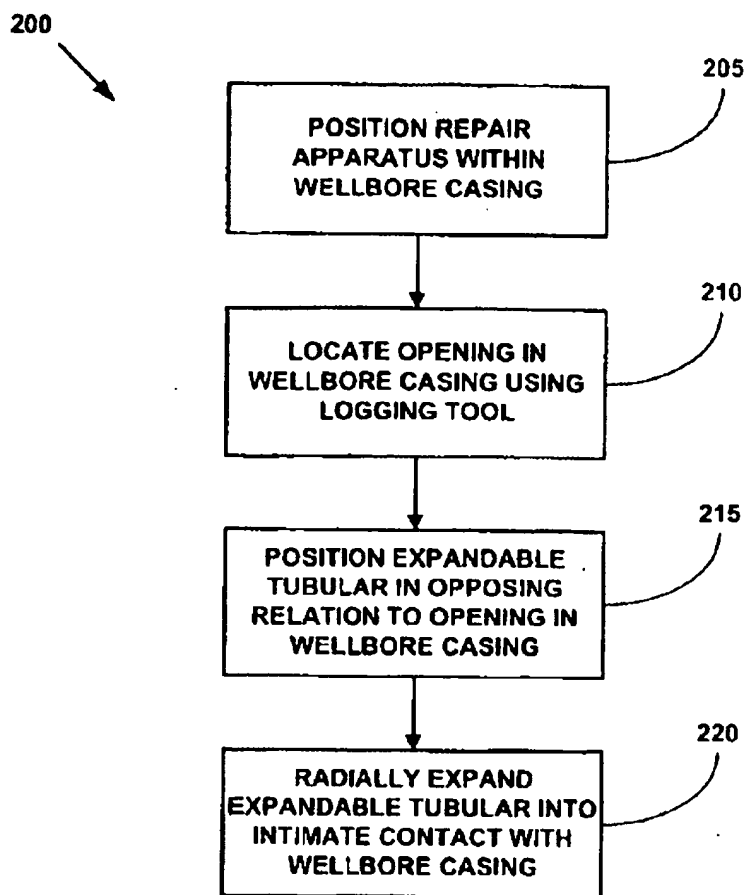 200
205
POSITION REPAIR
APPARATUS WITHIN
WELLBORE CASING
210
LOCATE OPENING IN
WELLBORE CASING USING
LOGGING TOOL
215
POSITION EXPANDABLE
TUBULAR IN OPPOSING
RELATION TO OPENING IN
WELLBORE CASING
220
RADIALLY EXPAND
EXPANDABLE TUBULAR INTO
INTIMATE CONTACT WITH
WELLBORE CASING